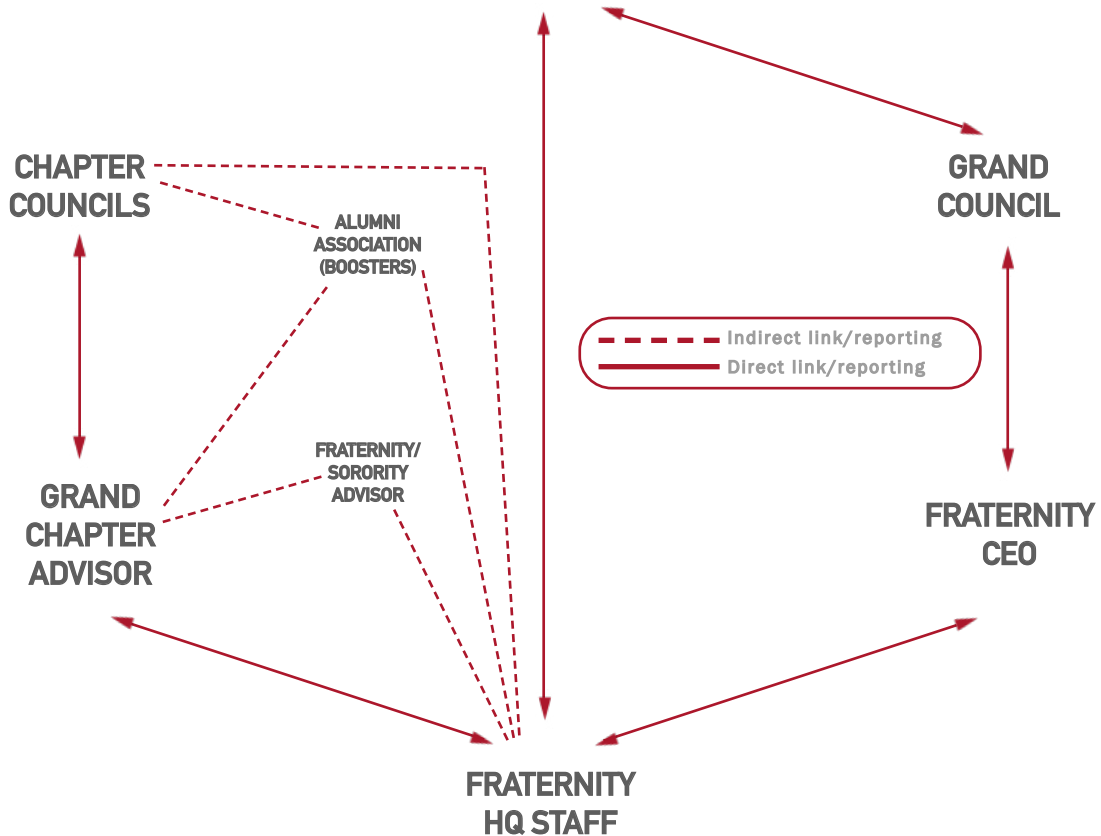 CHAPTER
COUNCILS
GRAND
COUNCIL
ALUMNI
ASSOCIATION
(BOOSTERS)
Indirect link/reporting
Direct link/reporting
FRATERNITY/
SORORITY
ADVISOR
GRAND
CHAPTER
ADVISOR
FRATERNITY
CEO
FRATERNITY
HQ STAFF